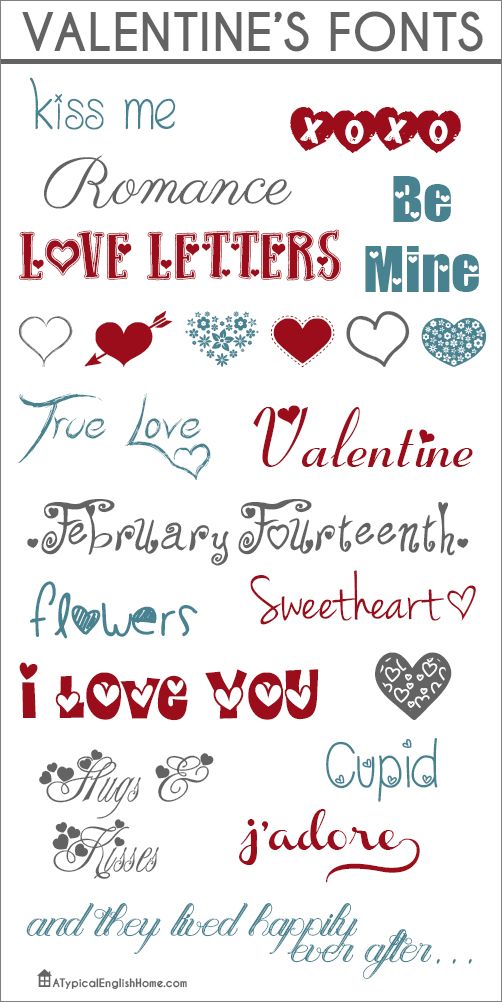 VALENTINE'S FONTS
kiss me
xoxo
Romance
Be
Mine
LOVE LETTERS
True Love
Valentine
February Fourteenth
flowers
Sweetheart
i Love YOU
Cupid
Hugs &
Kisses
j'adore
and they lived happily
ever after...
ATypicalEnglishHome.com